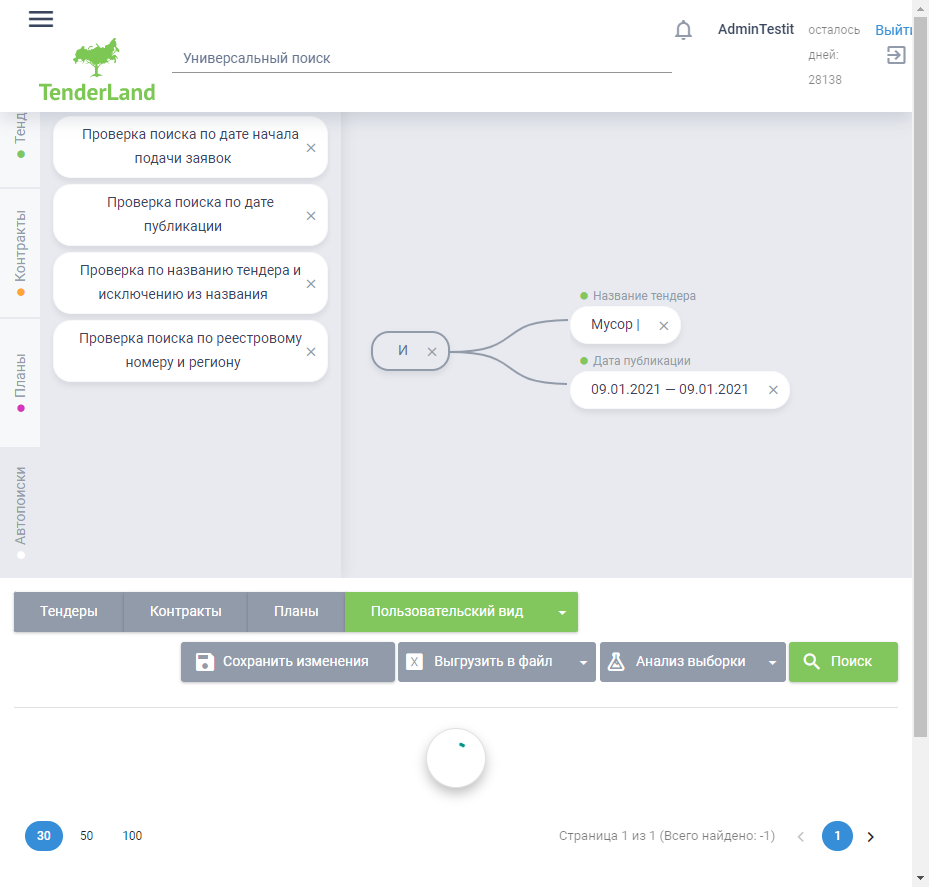 AdminTestit
осталось
Выйти
Универсальный поиск
дней:
28138
TenderLand
Тенд
Контракты
Планы
Автопоиски
Проверка поиска по дате начала
подачи заявок
Проверка поиска по дате
публикации
Проверка по названию тендера и
исключению из названия
Проверка поиска по реестровому
номеру и региону
И
Название тендера
Мусор |
Дата публикации
09.01.2021 — 09.01.2021
Тендеры
Контракты
Планы
Пользовательский вид
Сохранить изменения
X Выгрузить в файл
Анализ выборки
Поиск
30 50 100
Страница 1 из 1 (Всего найдено: -1)
1